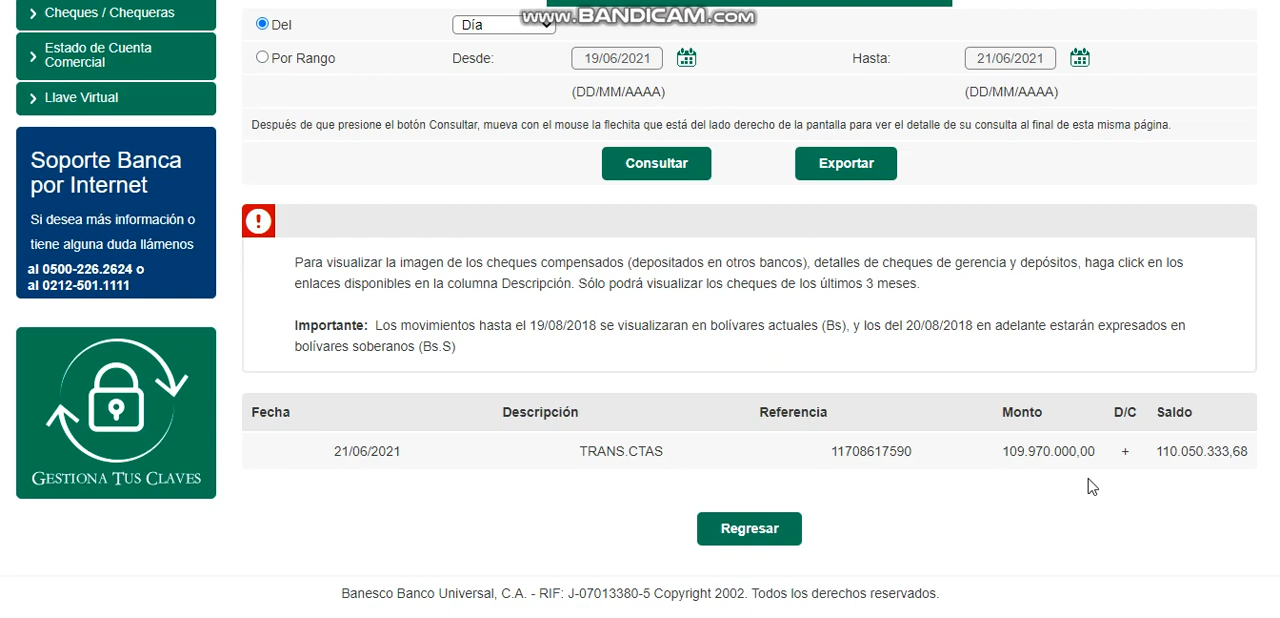 www.BANDICAM.com
Cheques / Chequeras
Estado de Cuenta
Comercial
Llave Virtual
Soporte Banca
por Internet
Si desea más información o
tiene alguna duda llámenos
al 0500-226.2624 o
al 0212-501.1111
GESTIONA TUS CLAVES
Del Día
Por Rango Desde: 19/06/2021 Hasta: 21/06/2021
(DD/MM/AAAA) (DD/MM/AAAA)
Después de que presione el botón Consultar, mueva con el mouse la flechita que está del lado derecho de la pantalla para ver el detalle de su consulta al final de esta misma página.
Consultar Exportar
Para visualizar la imagen de los cheques compensados (depositados en otros bancos), detalles de cheques de gerencia y depósitos, haga click en los
enlaces disponibles en la columna Descripción. Sólo podrá visualizar los cheques de los últimos 3 meses.
Importante: Los movimientos hasta el 19/08/2018 se visualizaran en bolívares actuales (Bs), y los del 20/08/2018 en adelante estarán expresados en
bolívares soberanos (Bs.S)
Fecha Descripción Referencia Monto D/C Saldo
21/06/2021 TRANS.CTAS 11708617590 109.970.000,00 + 110.050.333,68
Regresar
Banesco Banco Universal, C.A. - RIF: J-07013380-5 Copyright 2002. Todos los derechos reservados.